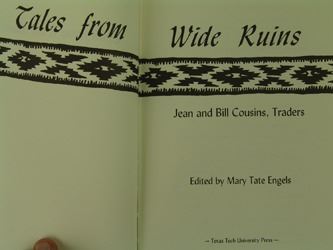 Tales from Wide Ruins
Jean and Bill Cousins, Traders
Edited by Mary Tate Engels
— Texas Tech University Press —